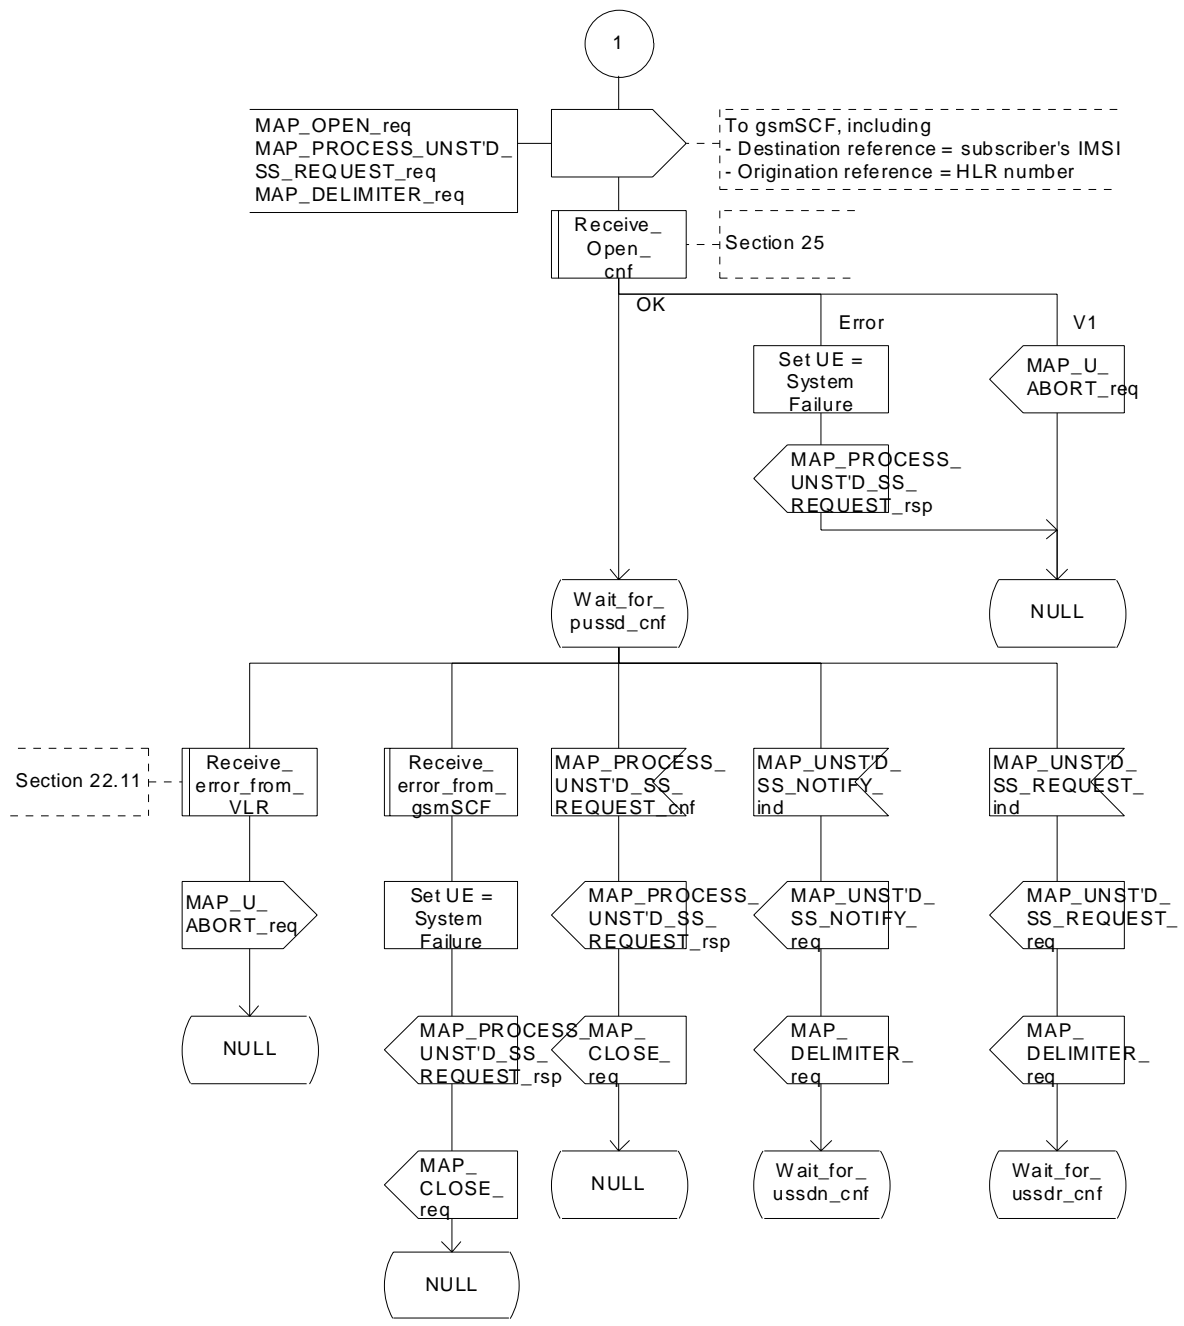 1
MAP_OPEN_req
MAP_PROCESS_UNST'D_
SS_REQUEST_req
MAP_DELIMITER_req
To gsmSCF, including
- Destination reference = subscriber's IMSI
- Origination reference = HLR number
Receive_
Open_
cnf
Section 25
OK
Error
V1
Set UE =
System
Failure
MAP_U_
ABORT_req
MAP_PROCESS_
UNST'D_SS_
REQUEST_rsp
Wait_for_
pussd_cnf
NULL
Section 22.11
Receive_
error_from_
VLR
Receive_
error_from_
gsmSCF
MAP_PROCESS_
UNST'D_SS_
REQUEST_cnf
MAP_UNST'D_
SS_NOTIFY_
ind
MAP_UNST'D_
SS_REQUEST_
ind
MAP_U_
ABORT_req
Set UE =
System
Failure
MAP_PROCESS_
UNST'D_SS_
REQUEST_rsp
MAP_UNST'D_
SS_NOTIFY_
req
MAP_UNST'D_
SS_REQUEST_
req
NULL
MAP_PROCESS_
UNST'D_SS_
REQUEST_rsp
MAP_
CLOSE_
req
MAP_
DELIMITER_
req
MAP_
DELIMITER_
req
MAP_
CLOSE_
req
NULL
Wait_for_
ussdn_cnf
Wait_for_
ussdr_cnf
NULL